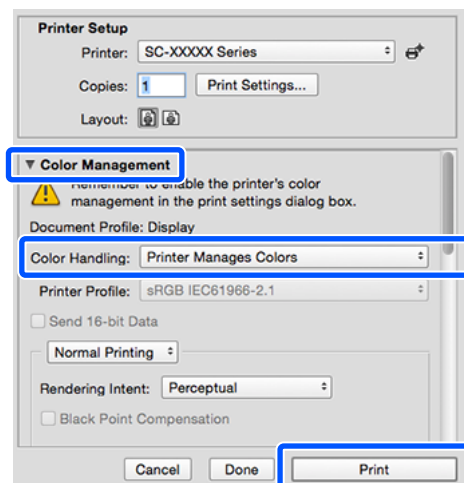 Printer Setup
Printer: SC-XXXXX Series
Copies: 1 Print Settings...
Layout:
Color Management
Remember to enable the printer's color
management in the print settings dialog box.
Document Profile: Display
Color Handling: Printer Manages Colors
Printer Profile: sRGB IEC61966-2.1
Send 16-bit Data
Normal Printing
Rendering Intent: Perceptual
Black Point Compensation
Cancel Done Print